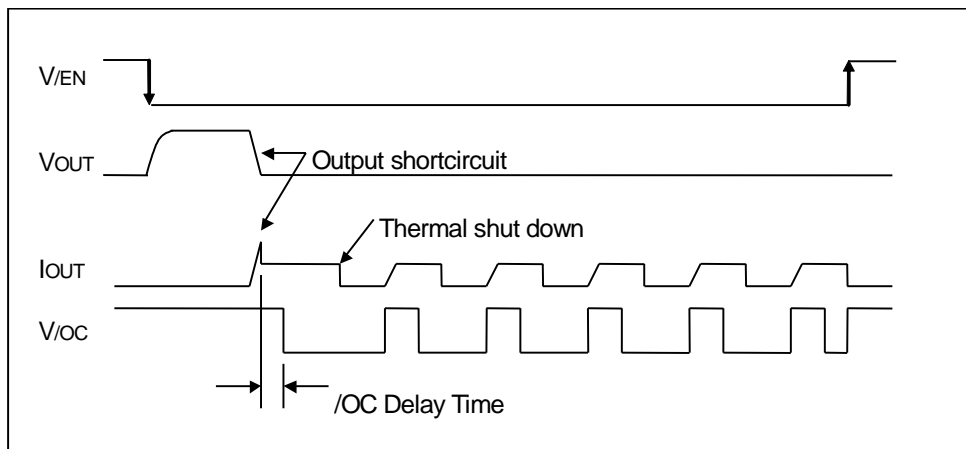 V/EN
VOUT
Output shortcircuit
Thermal shut down
IOUT
V/OC
/OC Delay Time